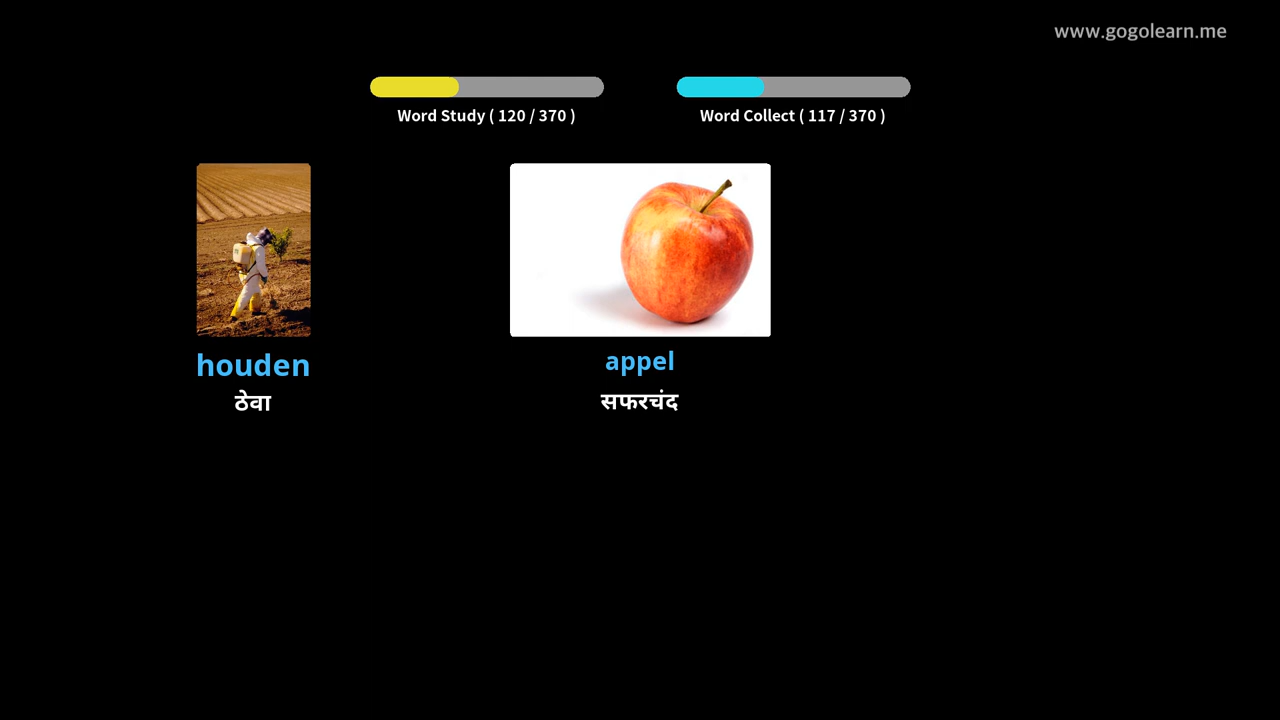 www.gogolearn.me
Word Study ( 120 / 370 )
Word Collect ( 117 / 370 )
houden
ठेवा
appel
सफरचंद